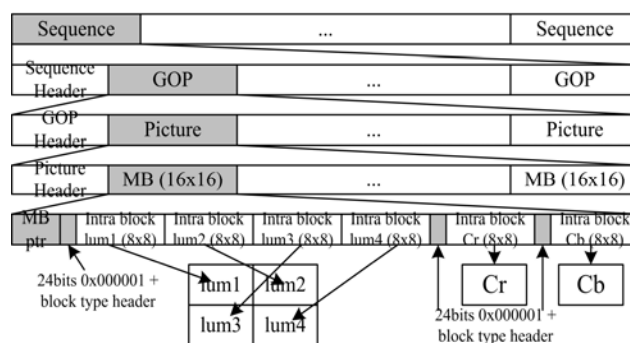 Sequence ... Sequence
Sequence Header GOP ... GOP
GOP Header Picture ... Picture
Picture Header MB (16x16) ... MB (16x16)
MB ptr Intra block lum1 (8x8) Intra block lum2 (8x8) Intra block lum3 (8x8) Intra block lum4 (8x8) Intra block Cr (8x8) Intra block Cb (8x8)
24bits 0x000001 +
block type header
lum1 lum2
lum3 lum4
Cr Cb
24bits 0x000001 +
block type header